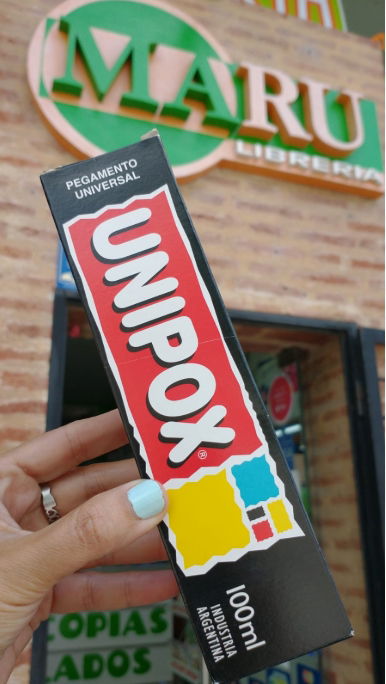 MARU
LIBRERIA
PEGAMENTO
UNIVERSAL
UNIPOX®
100ml
INDUSTRIA
ARGENTINA
COPIAS
LADOS